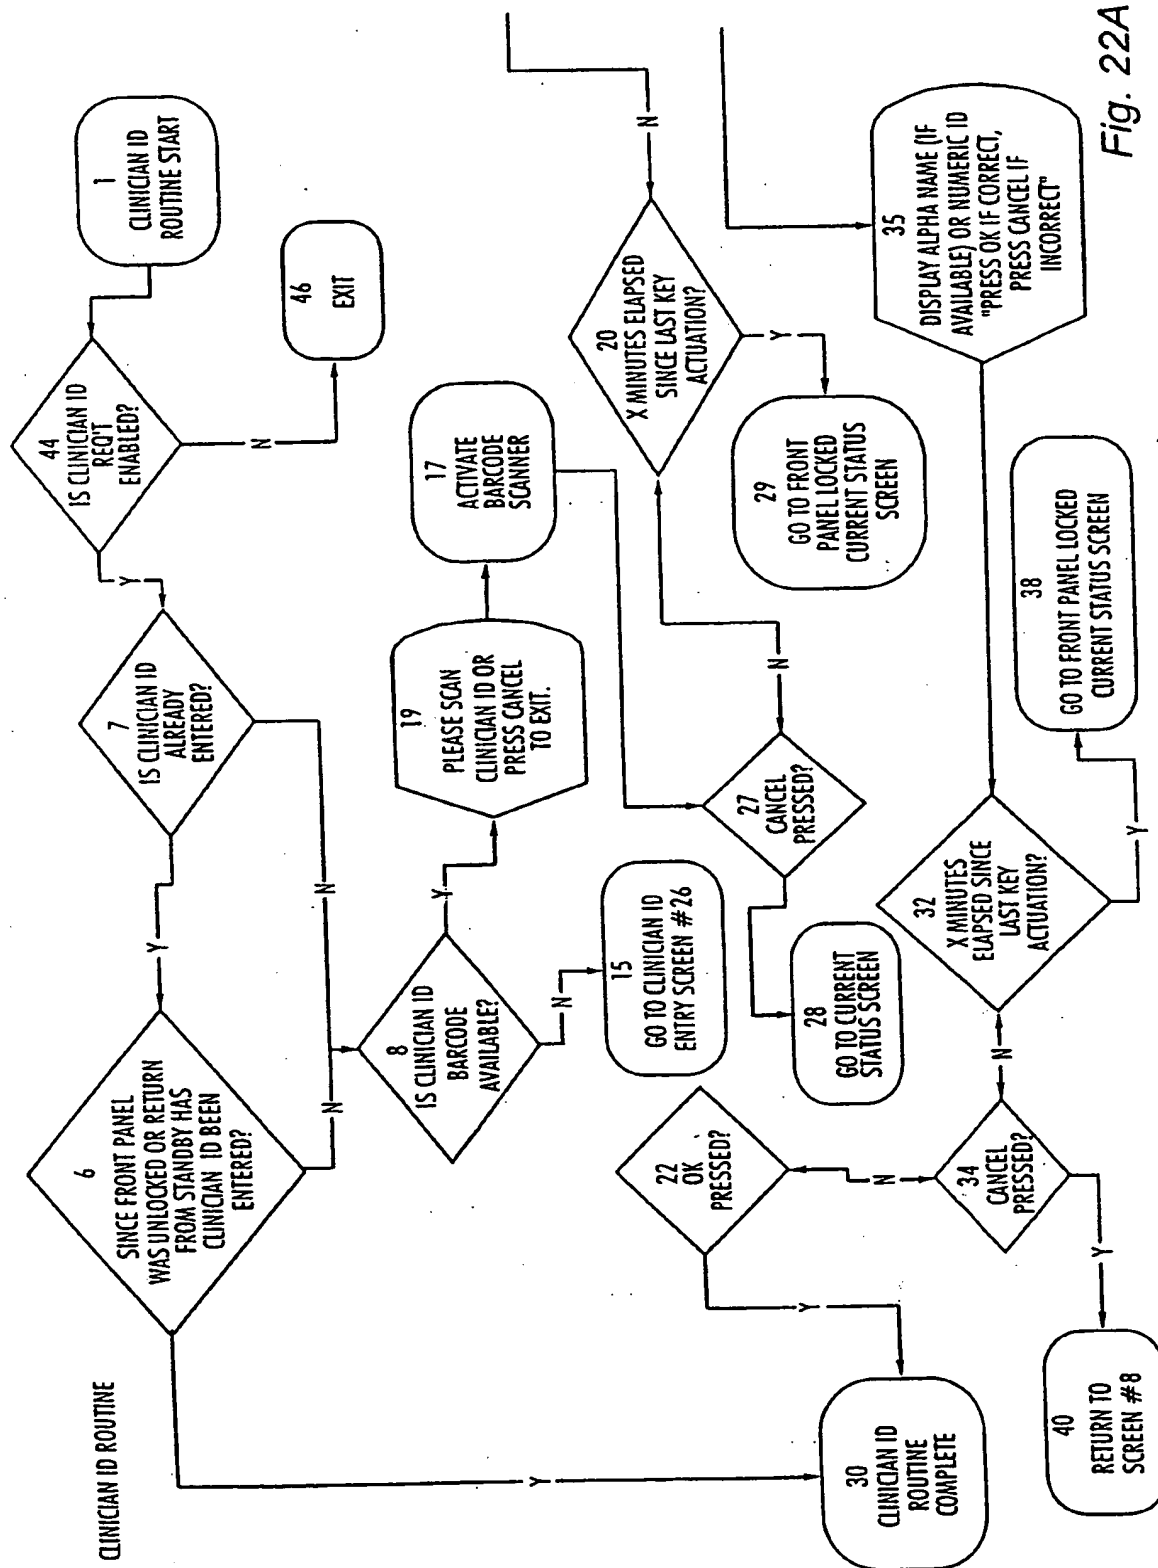 CLINICIAN ID ROUTINE
1
CLINICIAN ID
ROUTINE START
44
IS CLINICIAN ID
REQ'T
ENABLED?
N
46
EXIT
Y
7
IS CLINICIAN ID
ALREADY
ENTERED?
Y
N
6
SINCE FRONT PANEL
WAS UNLOCKED OR RETURN
FROM STANDBY HAS
CLINICIAN ID BEEN
ENTERED?
N
Y
8
IS CLINICIAN ID
BARCODE
AVAILABLE?
Y
N
19
PLEASE SCAN
CLINICIAN ID OR
PRESS CANCEL
TO EXIT.
17
ACTIVATE
BARCODE
SCANNER
15
GO TO CLINICIAN ID
ENTRY SCREEN #26
27
CANCEL
PRESSED?
N
28
GO TO CURRENT
STATUS SCREEN
20
X MINUTES ELAPSED
SINCE LAST KEY
ACTUATION?
N
Y
29
GO TO FRONT
PANEL LOCKED
CURRENT STATUS
SCREEN
35
DISPLAY ALPHA NAME (IF
AVAILABLE) OR NUMERIC ID
"PRESS OK IF CORRECT,
PRESS CANCEL IF
INCORRECT"
32
X MINUTES
ELAPSED SINCE
LAST KEY
ACTUATION?
Y
38
GO TO FRONT PANEL LOCKED
CURRENT STATUS SCREEN
N
34
CANCEL
PRESSED?
N
Y
22
OK
PRESSED?
Y
30
CLINICIAN ID
ROUTINE
COMPLETE
40
RETURN TO
SCREEN #8
Fig. 22A